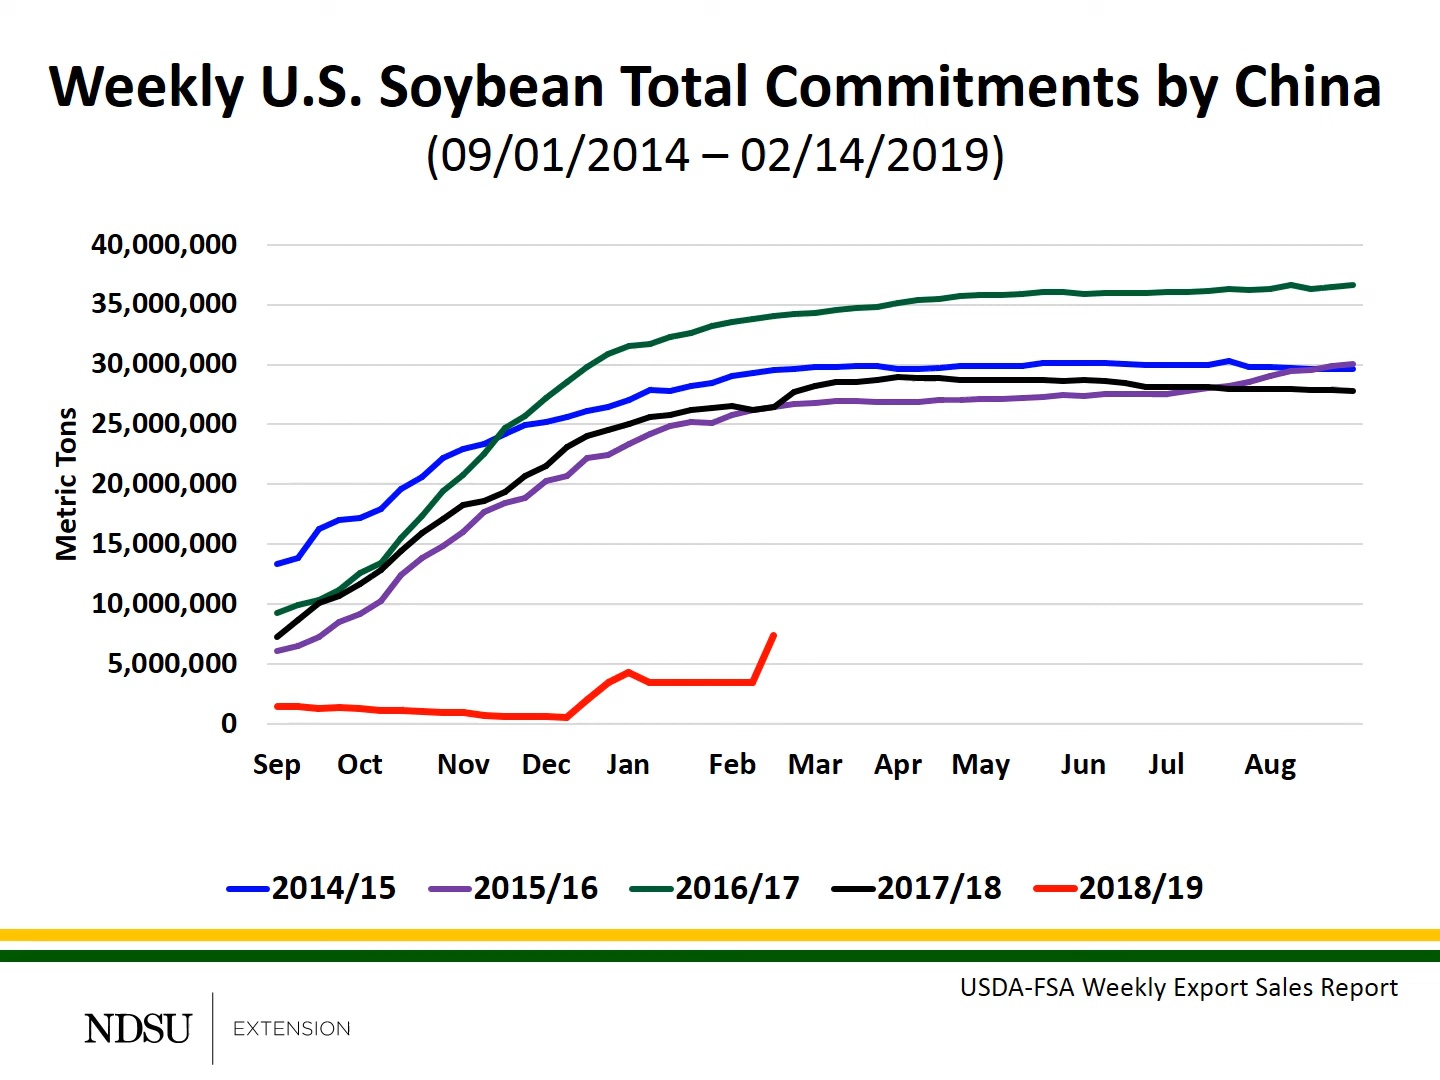 Weekly U.S. Soybean Total Commitments by China
(09/01/2014 – 02/14/2019)
40,000,000
35,000,000
30,000,000
25,000,000
20,000,000
15,000,000
10,000,000
5,000,000
0
Metric Tons
Sep Oct Nov Dec Jan Feb Mar Apr May Jun Jul Aug
2014/15 2015/16 2016/17 2017/18 2018/19
USDA-FSA Weekly Export Sales Report
NDSU EXTENSION